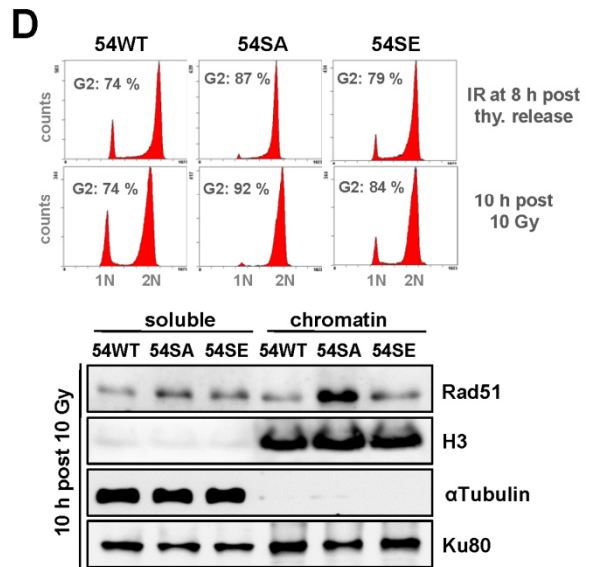 D
54WT 54SA 54SE
G2: 74 % G2: 87 % G2: 79 %
counts
IR at 8 h post
thy. release
G2: 74 % G2: 92 % G2: 84 %
counts
10 h post
10 Gy
1N 2N 1N 2N 1N 2N
soluble chromatin
54WT 54SA 54SE 54WT 54SA 54SE
10 h post 10 Gy
Rad51
H3
αTubulin
Ku80